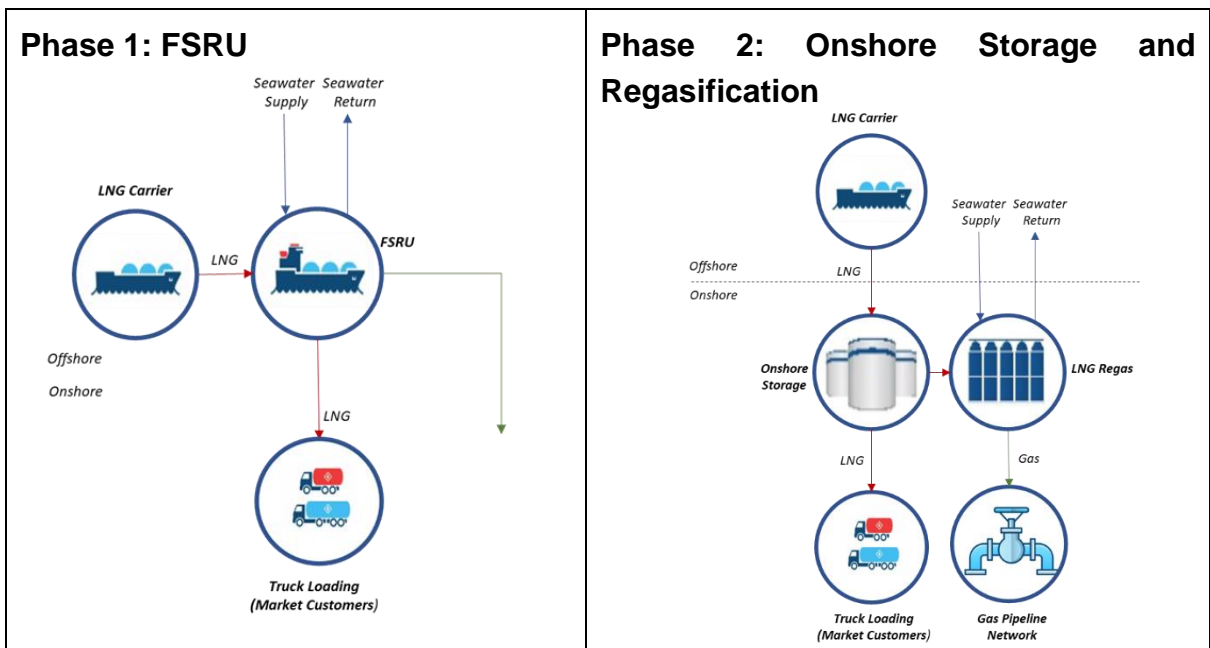 Phase 1: FSRU
Seawater Seawater
Supply Return
LNG Carrier
FSRU
LNG
Offshore
Onshore
LNG
Truck Loading
(Market Customers)
Phase 2: Onshore Storage and
Regasification
LNG Carrier
Seawater Seawater
Supply Return
Offshore
LNG
Onshore
Onshore
Storage
LNG Regas
LNG
Gas
Truck Loading
(Market Customers)
Gas Pipeline
Network